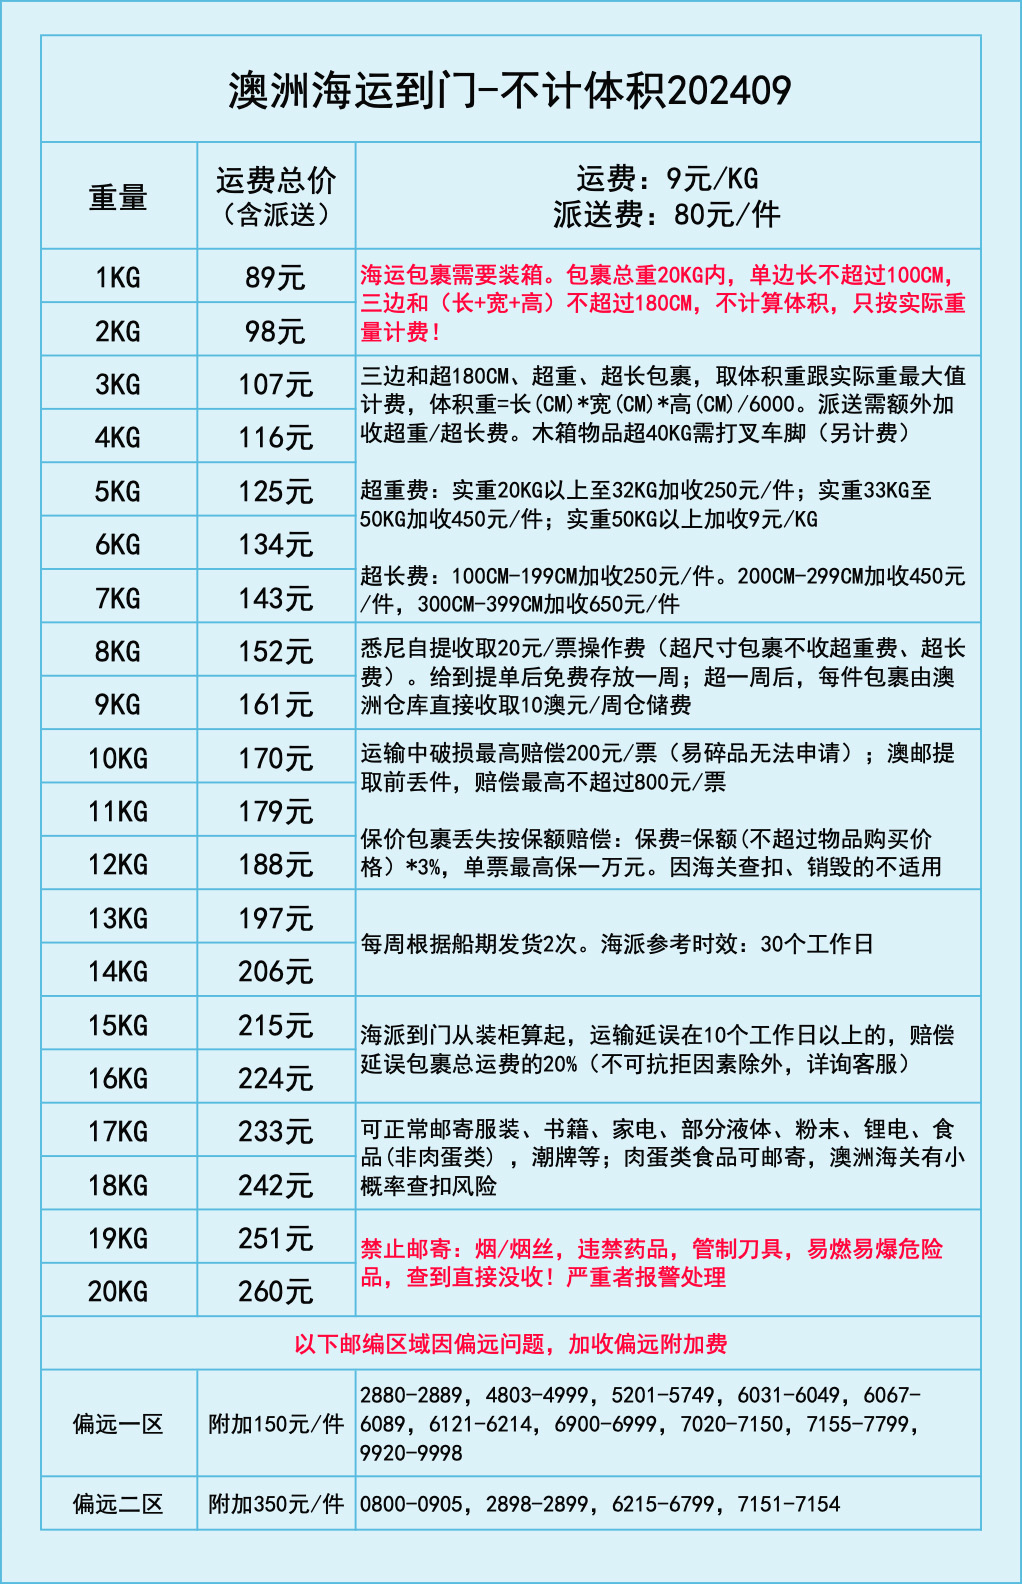 澳洲海运到门-不计体积202409
重量
运费总价
（含派送）
运费：9元/KG
派送费：80元/件
1KG
89元
2KG
98元
海运包裹需要装箱。包裹总重20KG内，单边长不超过100CM，
三边和（长+宽+高）不超过180CM，不计算体积，只按实际重
量计费！
3KG
107元
4KG
116元
5KG
125元
6KG
134元
7KG
143元
三边和超180CM、超重、超长包裹，取体积重跟实际重最大值
计费，体积重=长(CM)*宽(CM)*高(CM)/6000。派送需额外加
收超重/超长费。木箱物品超40KG需打叉车脚（另计费）
超重费：实重20KG以上至32KG加收250元/件；实重33KG至
50KG加收450元/件；实重50KG以上加收9元/KG
超长费：100CM-199CM加收250元/件。200CM-299CM加收450元
/件，300CM-399CM加收650元/件
8KG
152元
9KG
161元
悉尼自提收取20元/票操作费（超尺寸包裹不收超重费、超长
费）。给到提单后免费存放一周；超一周后，每件包裹由澳
洲仓库直接收取10澳元/周仓储费
10KG
170元
11KG
179元
12KG
188元
运输中破损最高赔偿200元/票（易碎品无法申请）；澳邮提
取前丢件，赔偿最高不超过800元/票
保价包裹丢失按保额赔偿：保费=保额(不超过物品购买价
格）*3%，单票最高保一万元。因海关查扣、销毁的不适用
13KG
197元
14KG
206元
每周根据船期发货2次。海派参考时效：30个工作日
15KG
215元
16KG
224元
海派到门从装柜算起，运输延误在10个工作日以上的，赔偿
延误包裹总运费的20%（不可抗拒因素除外，详询客服）
17KG
233元
18KG
242元
可正常邮寄服装、书籍、家电、部分液体、粉末、锂电、食
品(非肉蛋类) ，潮牌等；肉蛋类食品可邮寄，澳洲海关有小
概率查扣风险
19KG
251元
20KG
260元
禁止邮寄：烟/烟丝，违禁药品，管制刀具，易燃易爆危险
品，查到直接没收！严重者报警处理
以下邮编区域因偏远问题，加收偏远附加费
偏远一区
附加150元/件
2880-2889，4803-4999，5201-5749，6031-6049，6067-
6089，6121-6214，6900-6999，7020-7150，7155-7799，
9920-9998
偏远二区
附加350元/件
0800-0905，2898-2899，6215-6799，7151-7154